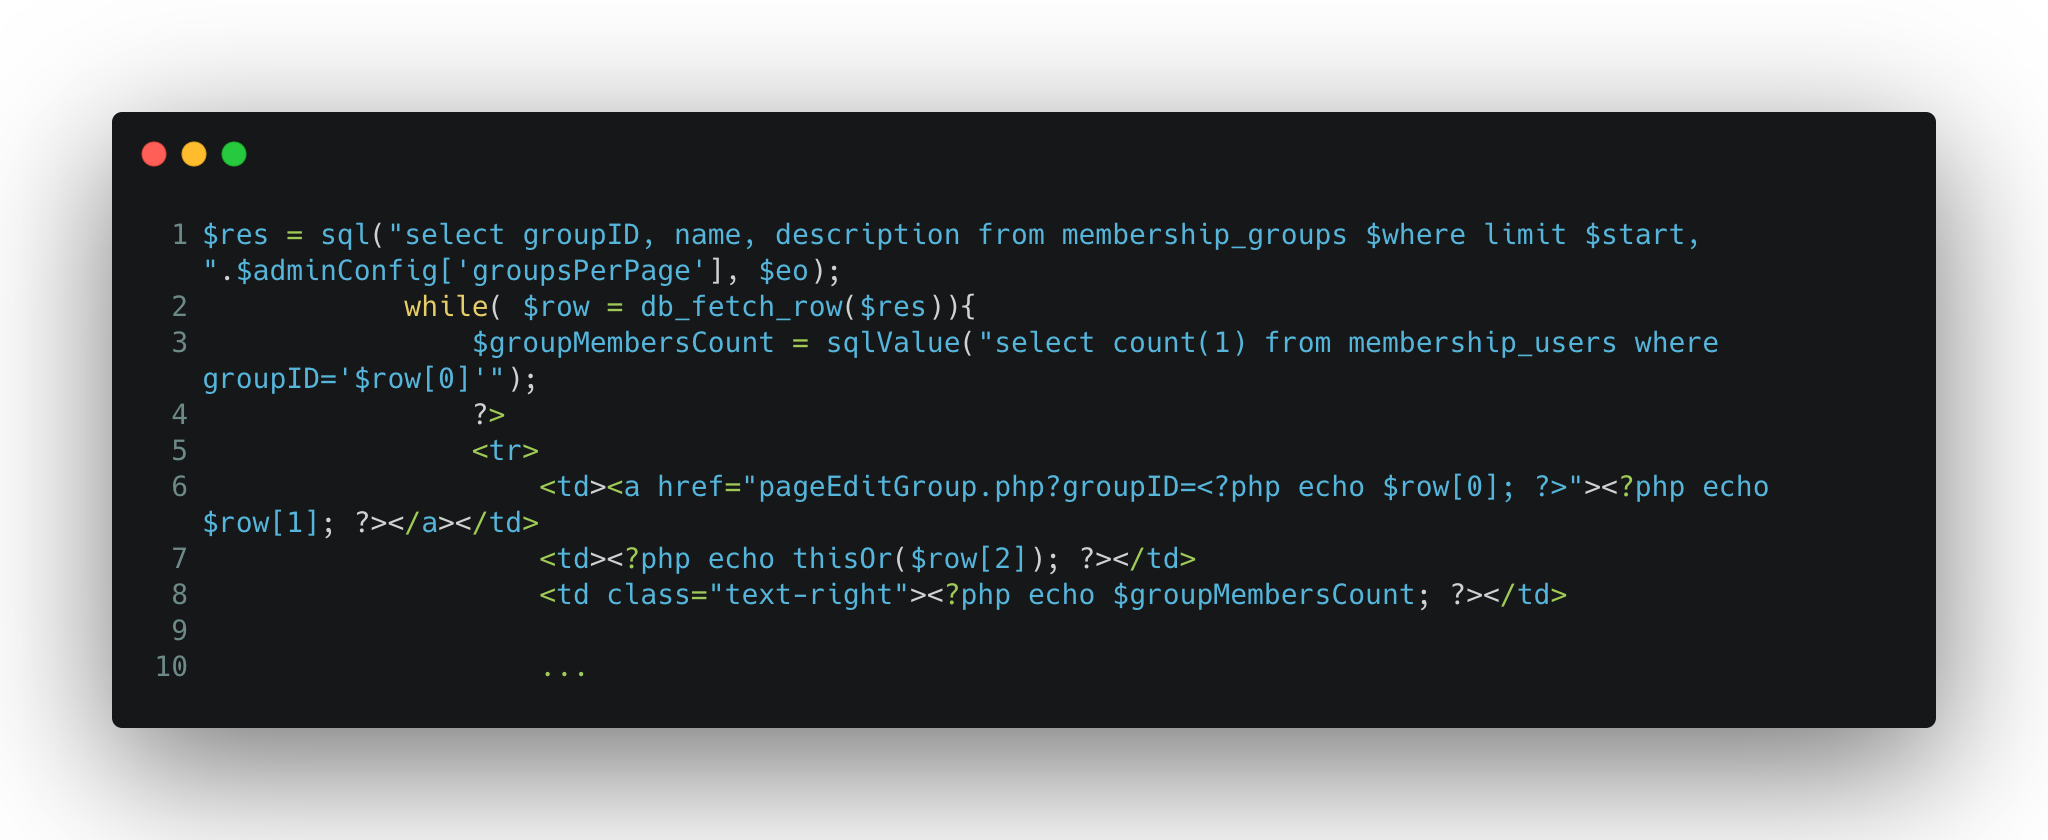 1 $res = sql("select groupID, name, description from membership_groups $where limit $start,
".$adminConfig['groupsPerPage'], $eo);
2 while( $row = db_fetch_row($res)){
3 $groupMembersCount = sqlValue("select count(1) from membership_users where
groupID='$row[0]'");
4 ?>
5 <tr>
6 <td><a href="pageEditGroup.php?groupID=<?php echo $row[0]; ?>"><?php echo
$row[1]; ?></a></td>
7 <td><?php echo thisOr($row[2]); ?></td>
8 <td class="text-right"><?php echo $groupMembersCount; ?></td>
9
10 ...